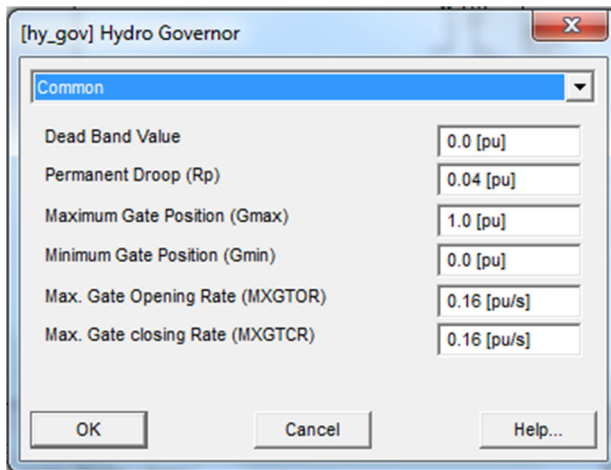 [hy_gov] Hydro Governor
Common
Dead Band Value 0.0 [pu]
Permanent Droop (Rp) 0.04 [pu]
Maximum Gate Position (Gmax) 1.0 [pu]
Minimum Gate Position (Gmin) 0.0 [pu]
Max. Gate Opening Rate (MXGTOR) 0.16 [pu/s]
Max. Gate closing Rate (MXGTCR) 0.16 [pu/s]
OK Cancel Help...